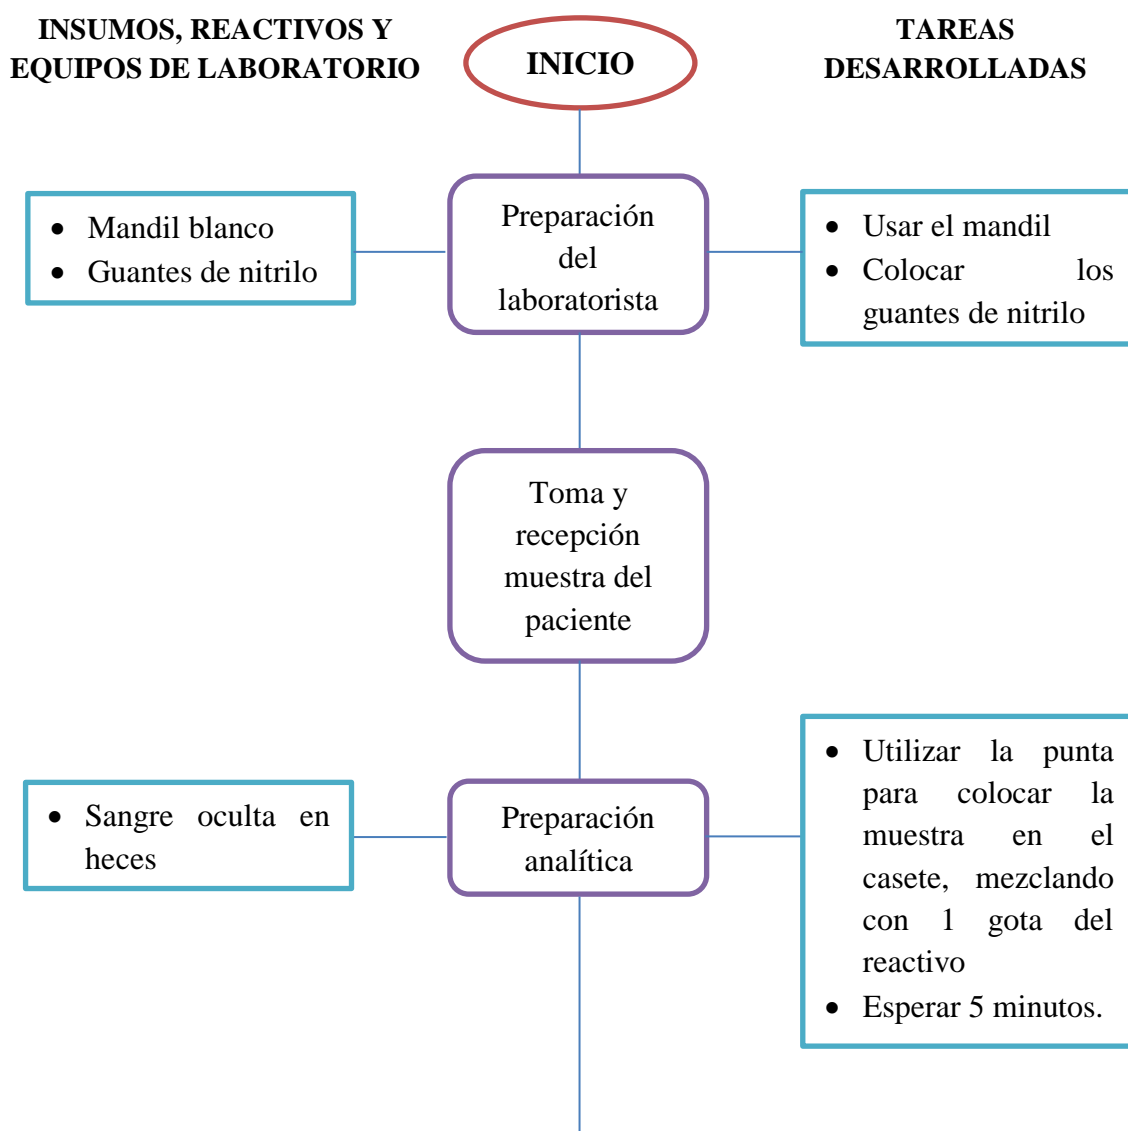 INSUMOS, REACTIVOS Y
EQUIPOS DE LABORATORIO
INICIO
TAREAS
DESARROLLADAS
• Mandil blanco
• Guantes de nitrilo
Preparación
del
laboratorista
• Usar el mandil
• Colocar los
guantes de nitrilo
Toma y
recepción
muestra del
paciente
• Sangre oculta en
heces
Preparación
analítica
• Utilizar la punta
para colocar la
muestra en el
casete, mezclando
con 1 gota del
reactivo
• Esperar 5 minutos.